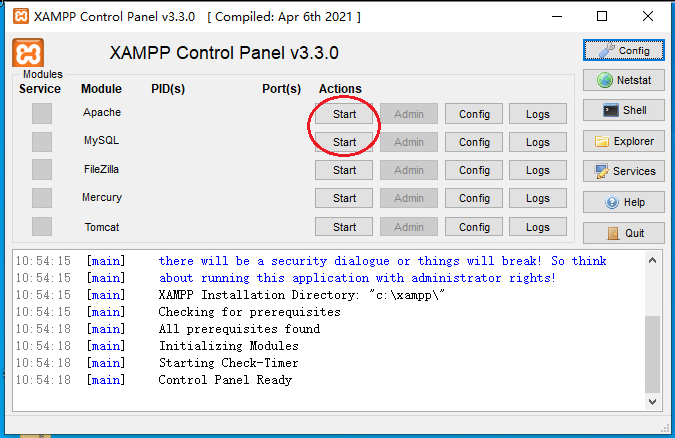 XAMPP Control Panel v3.3.0 [ Compiled: Apr 6th 2021 ]
XAMPP Control Panel v3.3.0
Config
Modules
Service Module PID(s) Port(s) Actions
Netstat
Apache Start Admin Config Logs
Shell
MySQL Start Admin Config Logs
Explorer
FileZilla Start Admin Config Logs
Services
Mercury Start Admin Config Logs
Help
Tomcat Start Admin Config Logs
Quit
10:54:15 [main] there will be a security dialogue or things will break! So think
10:54:15 [main] about running this application with administrator rights!
10:54:15 [main] XAMPP Installation Directory: "c:\xampp\"
10:54:15 [main] Checking for prerequisites
10:54:18 [main] All prerequisites found
10:54:18 [main] Initializing Modules
10:54:18 [main] Starting Check-Timer
10:54:18 [main] Control Panel Ready